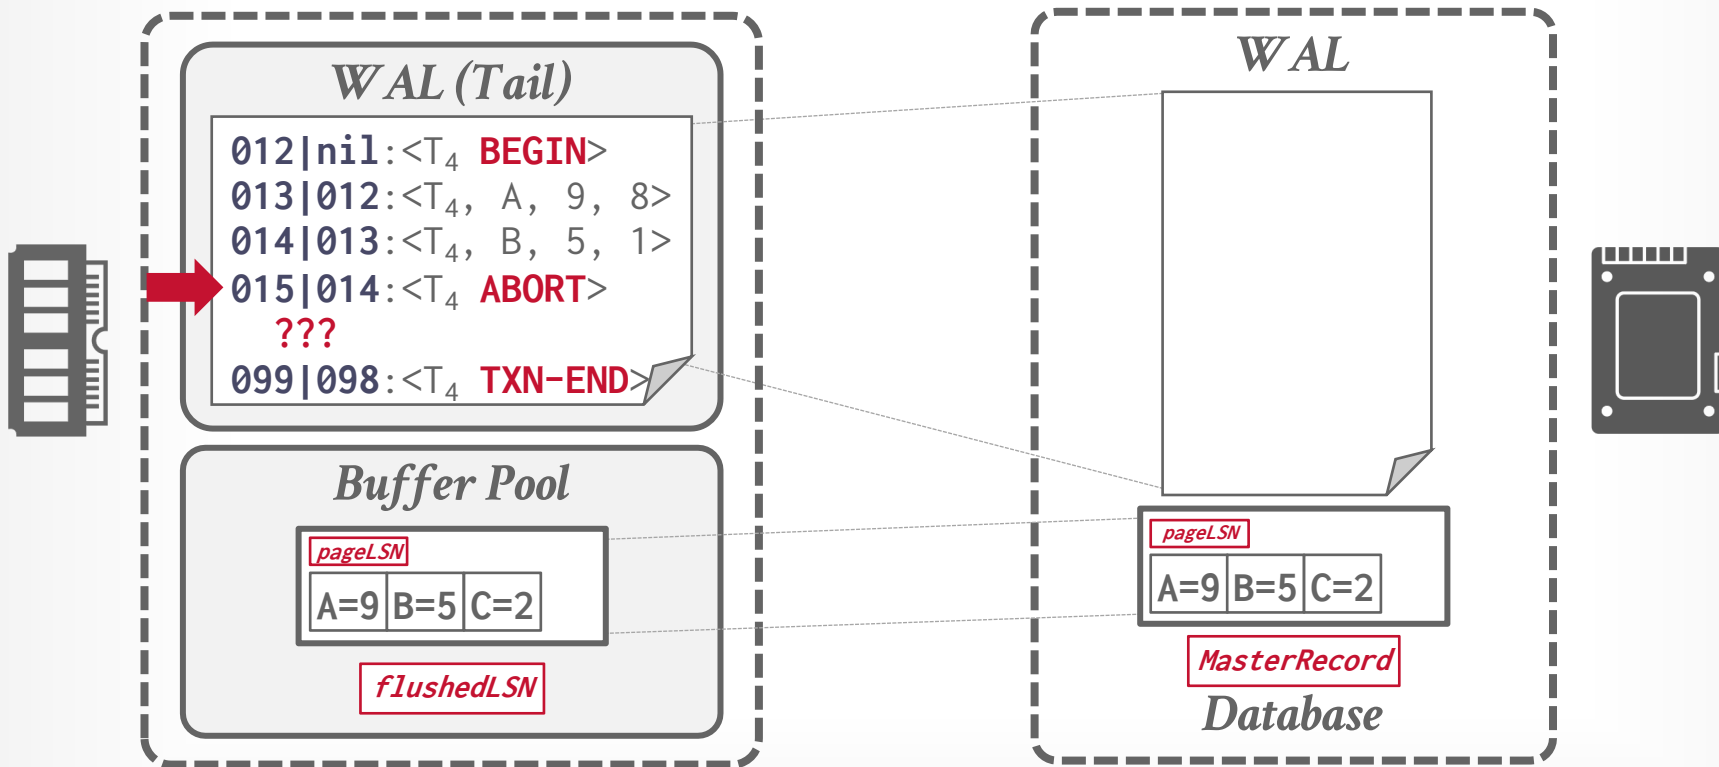 WAL (Tail)
012|nil:<T₄ BEGIN>
013|012:<T₄, A, 9, 8>
014|013:<T₄, B, 5, 1>
015|014:<T₄ ABORT>
???
099|098:<T₄ TXN-END>
Buffer Pool
pageLSN
A=9 B=5 C=2
flushedLSN
WAL
pageLSN
A=9 B=5 C=2
MasterRecord
Database